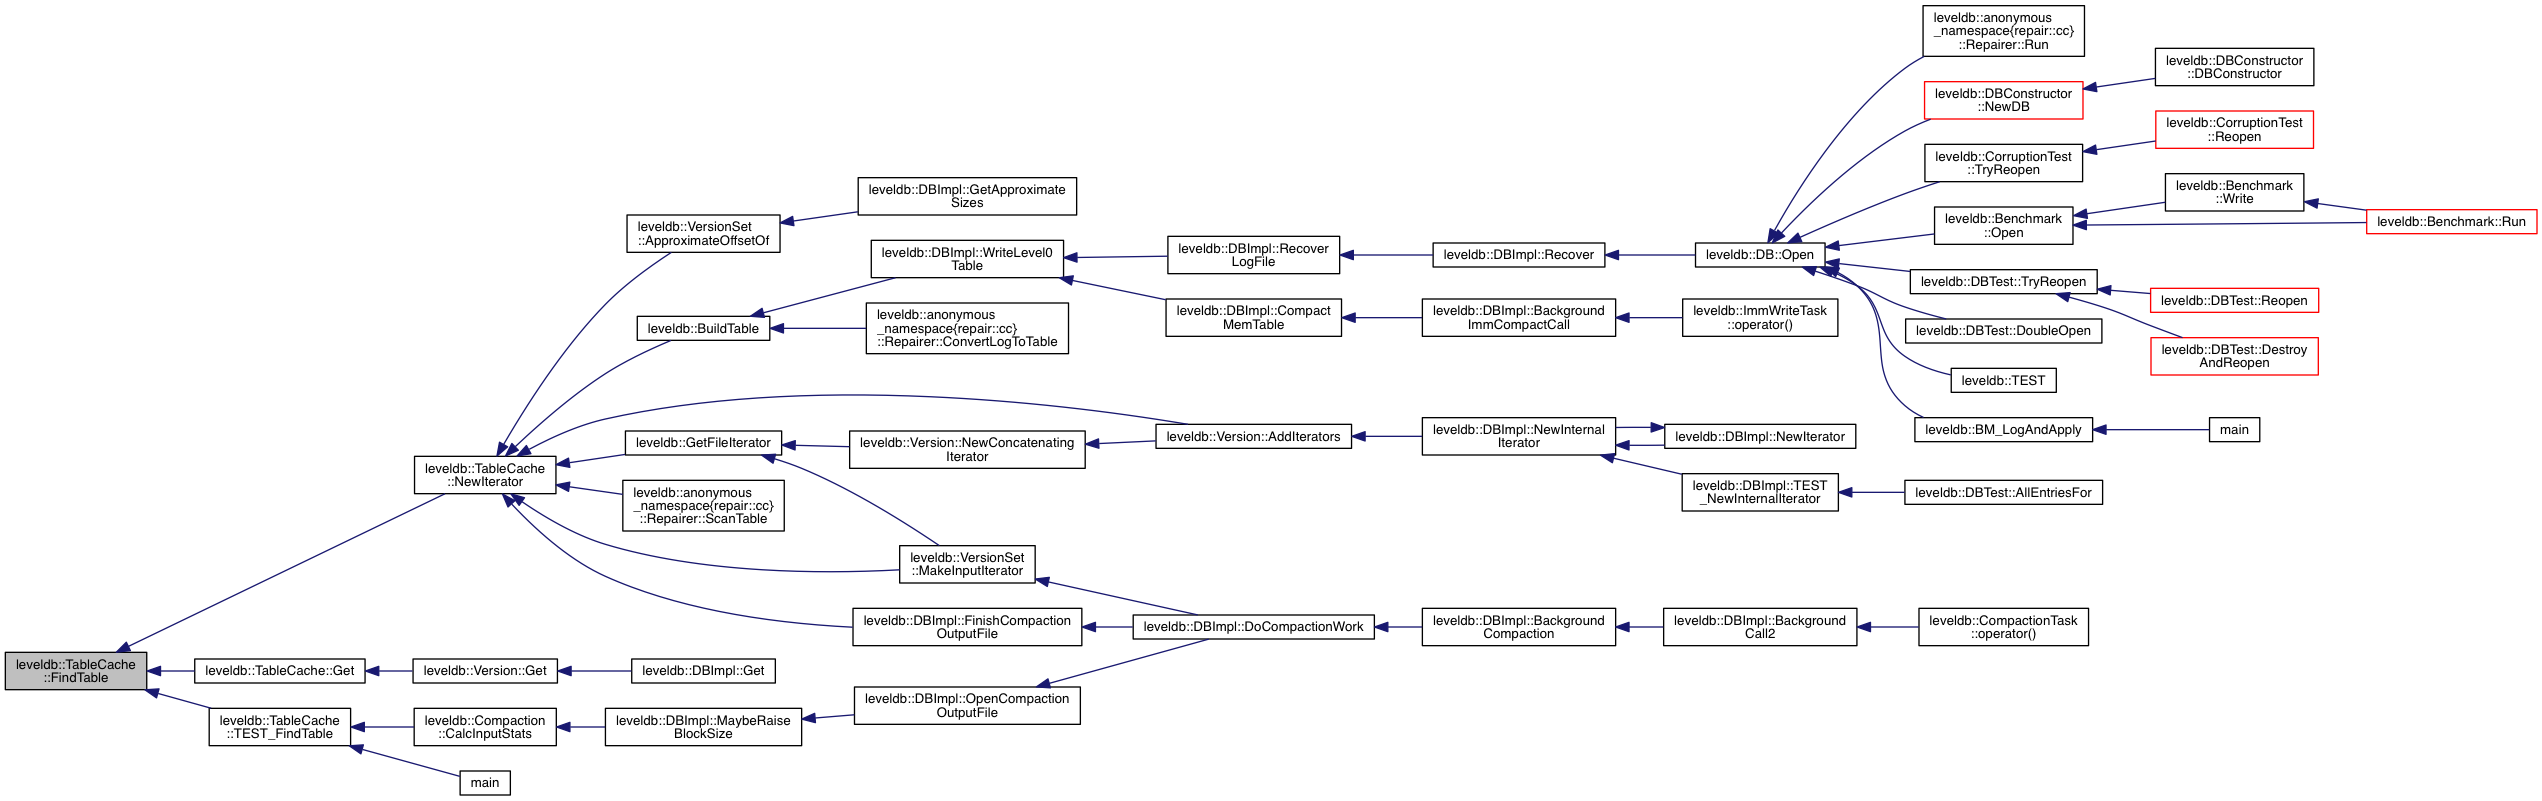 leveldb::TableCache
::FindTable
leveldb::TableCache
::NewIterator
leveldb::VersionSet
::ApproximateOffsetOf
leveldb::DBImpl::GetApproximate
Sizes
leveldb::BuildTable
leveldb::DBImpl::WriteLevel0
Table
leveldb::DBImpl::Recover
LogFile
leveldb::DBImpl::Recover
leveldb::DB::Open
leveldb::anonymous
_namespace{repair::cc}
::Repairer::Run
leveldb::DBConstructor
::NewDB
leveldb::DBConstructor
::DBConstructor
leveldb::CorruptionTest
::TryReopen
leveldb::CorruptionTest
::Reopen
leveldb::Benchmark
::Open
leveldb::Benchmark
::Write
leveldb::Benchmark::Run
leveldb::DBTest::TryReopen
leveldb::DBTest::Reopen
leveldb::DBTest::Destroy
AndReopen
leveldb::DBTest::DoubleOpen
leveldb::TEST
leveldb::BM_LogAndApply
main
leveldb::DBImpl::Compact
MemTable
leveldb::DBImpl::Background
ImmCompactCall
leveldb::ImmWriteTask
::operator()
leveldb::anonymous
_namespace{repair::cc}
::Repairer::ConvertLogToTable
leveldb::GetFileIterator
leveldb::Version::NewConcatenating
Iterator
leveldb::Version::AddIterators
leveldb::DBImpl::NewInternal
Iterator
leveldb::DBImpl::NewIterator
leveldb::DBImpl::TEST
_NewInternalIterator
leveldb::DBTest::AllEntriesFor
leveldb::anonymous
_namespace{repair::cc}
::Repairer::ScanTable
leveldb::VersionSet
::MakeInputIterator
leveldb::DBImpl::FinishCompaction
OutputFile
leveldb::DBImpl::DoCompactionWork
leveldb::DBImpl::Background
Compaction
leveldb::DBImpl::Background
Call2
leveldb::CompactionTask
::operator()
leveldb::TableCache::Get
leveldb::Version::Get
leveldb::DBImpl::Get
leveldb::TableCache
::TEST_FindTable
leveldb::Compaction
::CalcInputStats
leveldb::DBImpl::MaybeRaise
BlockSize
leveldb::DBImpl::OpenCompaction
OutputFile
main